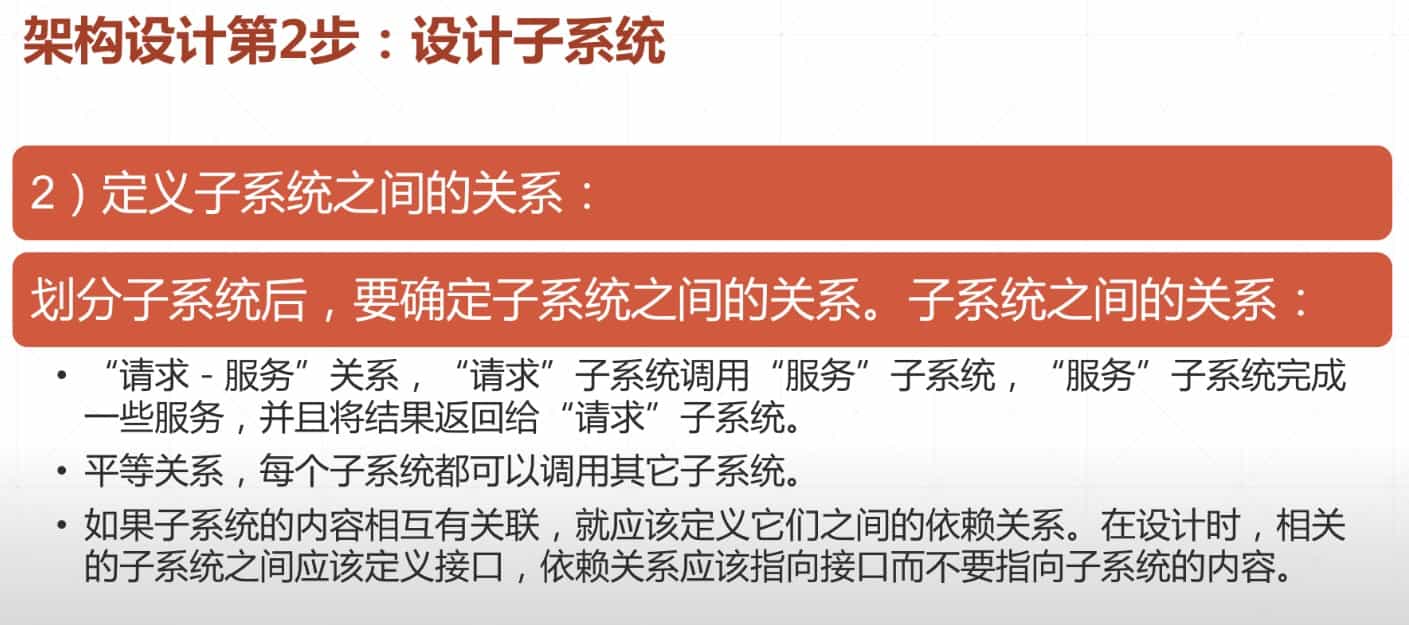 架构设计第2步：设计子系统
2）定义子系统之间的关系：
划分子系统后，要确定子系统之间的关系。子系统之间的关系：
• “请求－服务”关系，“请求”子系统调用“服务”子系统，“服务”子系统完成
一些服务，并且将结果返回给“请求”子系统。
• 平等关系，每个子系统都可以调用其它子系统。
• 如果子系统的内容相互有关联，就应该定义它们之间的依赖关系。在设计时，相关
的子系统之间应该定义接口，依赖关系应该指向接口而不要指向子系统的内容。